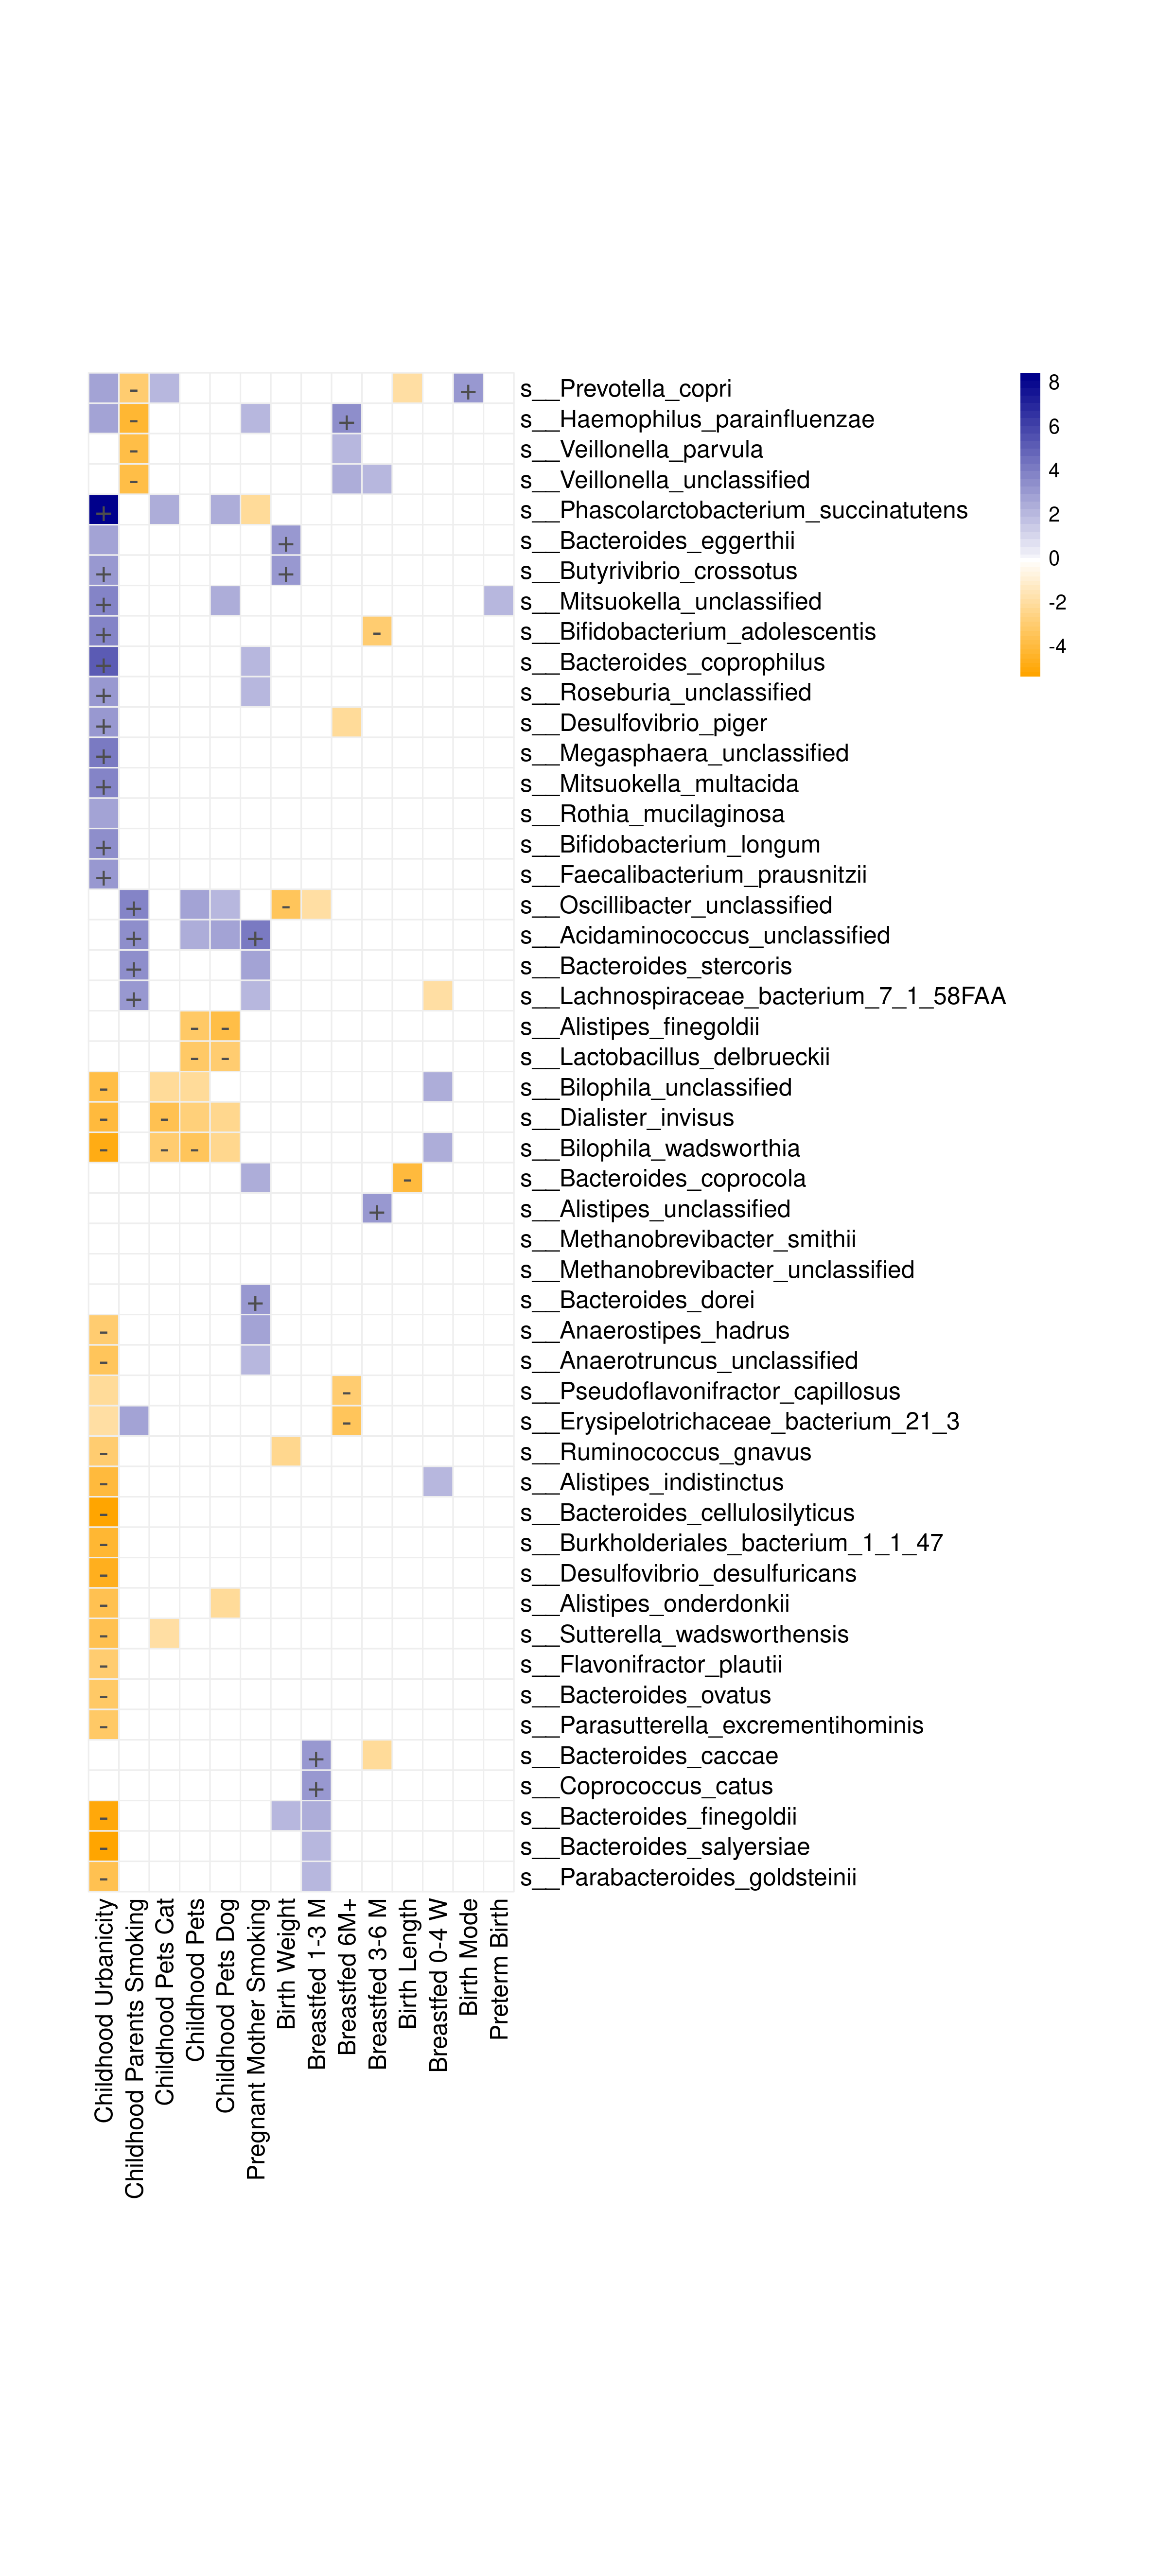 s__Prevotella_copri
s__Haemophilus_parainfluenzae
s__Veillonella_parvula
s__Veillonella_unclassified
s__Phascolarctobacterium_succinatutens
s__Bacteroides_eggerthii
s__Butyrivibrio_crossotus
s__Mitsuokella_unclassified
s__Bifidobacterium_adolescentis
s__Bacteroides_coprophilus
s__Roseburia_unclassified
s__Desulfovibrio_piger
s__Megasphaera_unclassified
s__Mitsuokella_multacida
s__Rothia_mucilaginosa
s__Bifidobacterium_longum
s__Faecalibacterium_prausnitzii
s__Oscillibacter_unclassified
s__Acidaminococcus_unclassified
s__Bacteroides_stercoris
s__Lachnospiraceae_bacterium_7_1_58FAA
s__Alistipes_finegoldii
s__Lactobacillus_delbrueckii
s__Bilophila_unclassified
s__Dialister_invisus
s__Bilophila_wadsworthia
s__Bacteroides_coprocola
s__Alistipes_unclassified
s__Methanobrevibacter_smithii
s__Methanobrevibacter_unclassified
s__Bacteroides_dorei
s__Anaerostipes_hadrus
s__Anaerotruncus_unclassified
s__Pseudoflavonifractor_capillosus
s__Erysipelotrichaceae_bacterium_21_3
s__Ruminococcus_gnavus
s__Alistipes_indistinctus
s__Bacteroides_cellulosilyticus
s__Burkholderiales_bacterium_1_1_47
s__Desulfovibrio_desulfuricans
s__Alistipes_onderdonkii
s__Sutterella_wadsworthensis
s__Flavonifractor_plautii
s__Bacteroides_ovatus
s__Parasutterella_excrementihominis
s__Bacteroides_caccae
s__Coprococcus_catus
s__Bacteroides_finegoldii
s__Bacteroides_salyersiae
s__Parabacteroides_goldsteinii
8
6
4
2
0
-2
-4
Childhood Urbanicity
Childhood Parents Smoking
Childhood Pets Cat
Childhood Pets
Childhood Pets Dog
Pregnant Mother Smoking
Birth Weight
Breastfed 1-3 M
Breastfed 6M+
Breastfed 3-6 M
Birth Length
Breastfed 0-4 W
Birth Mode
Preterm Birth